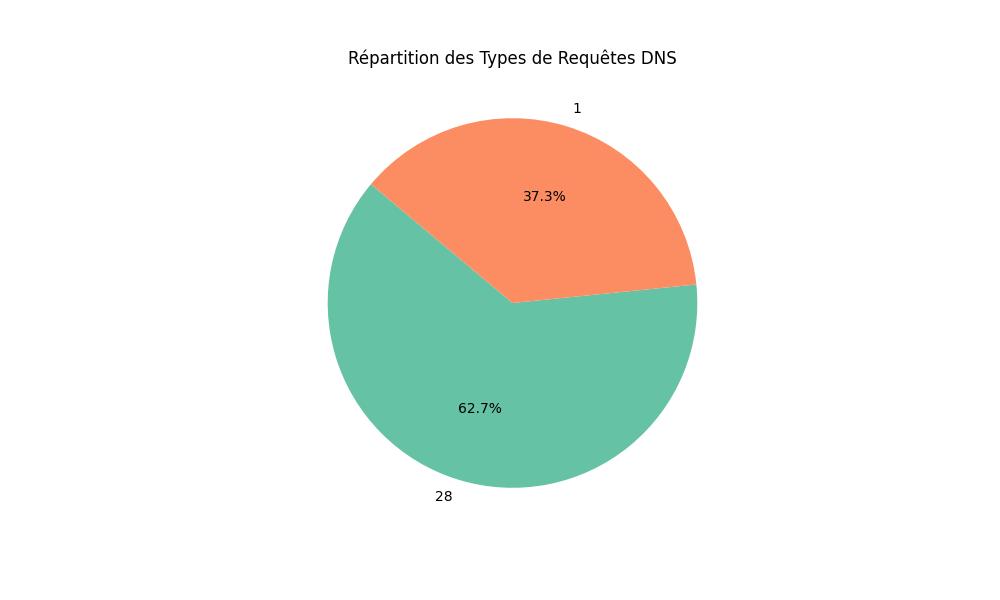 Répartition des Types de Requêtes DNS
1
37.3%
62.7%
28